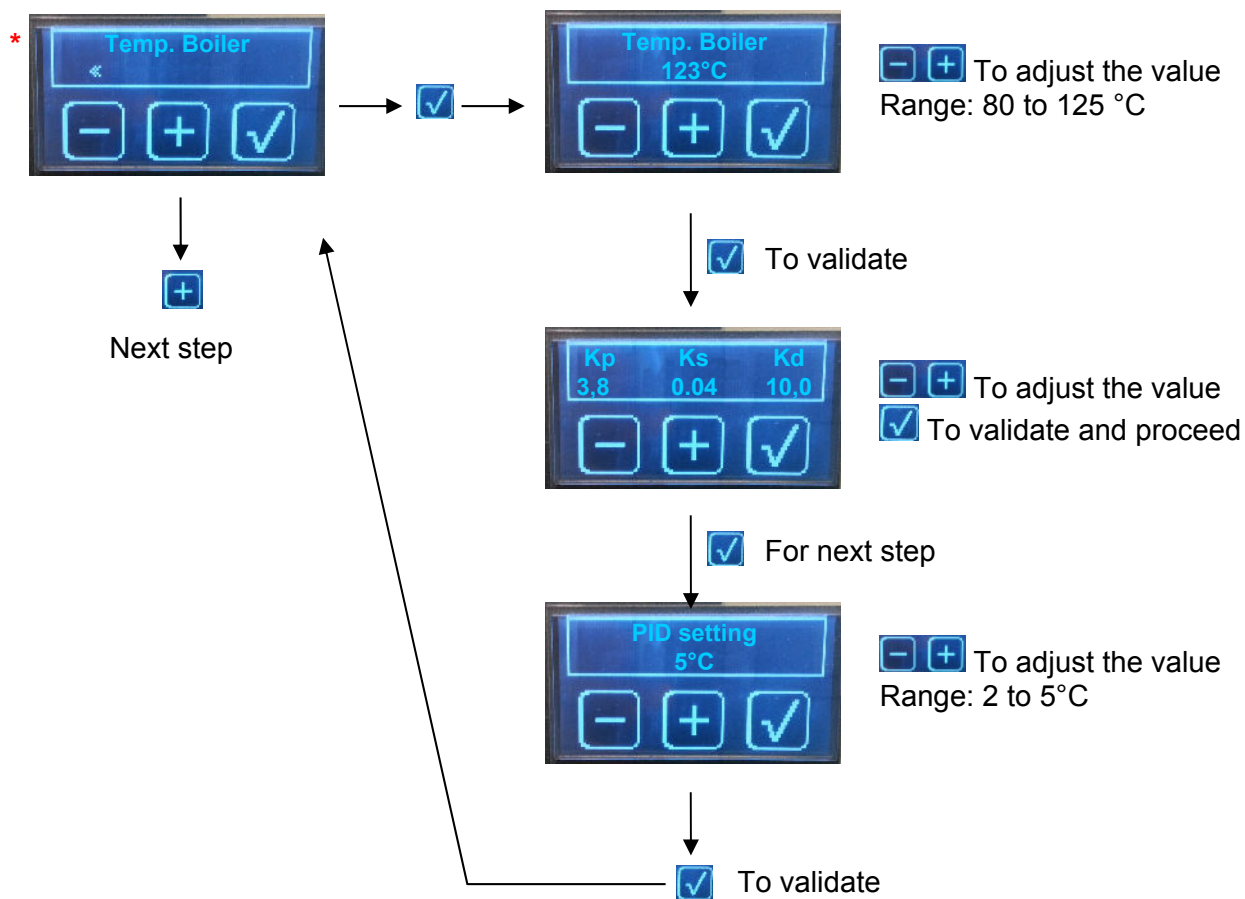 *
Temp. Boiler
«
- + √
Temp. Boiler
123°C
- + √
- + To adjust the value
Range: 80 to 125 °C
√
+
Next step
√ To validate
Kp Ks Kd
3,8 0.04 10,0
- + √
- + To adjust the value
√ To validate and proceed
√ For next step
PID setting
5°C
- + √
- + To adjust the value
Range: 2 to 5°C
√ To validate